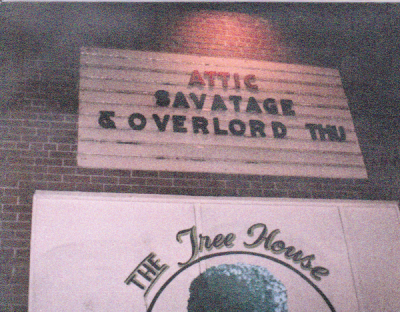 ATTIC
SAVATAGE
& OVERLORD THU
THE Tree House